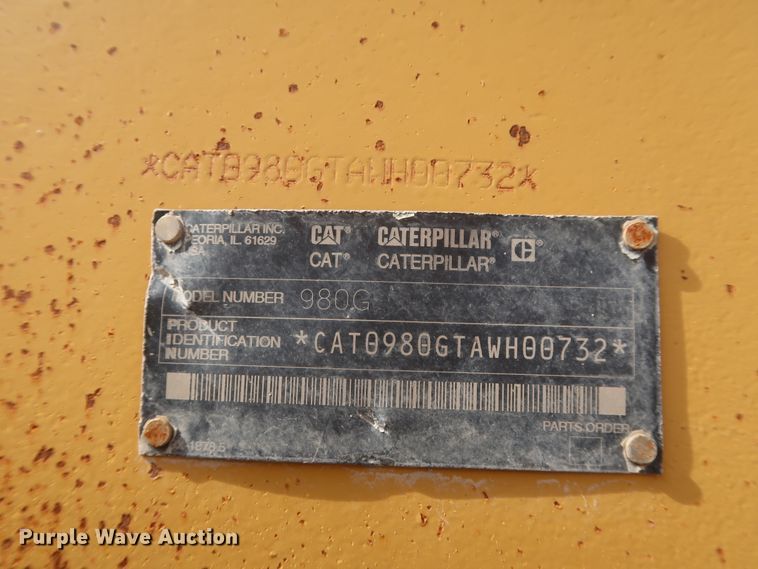 *CAT0980GTAWH00732*
CATERPILLAR INC.
PEORIA, IL 61629
USA
CAT® CATERPILLAR®
CAT® CATERPILLAR®
MODEL NUMBER 980G
PRODUCT
IDENTIFICATION
NUMBER
*CAT0980GTAWH00732*
PARTS ORDER
Purple Wave Auction